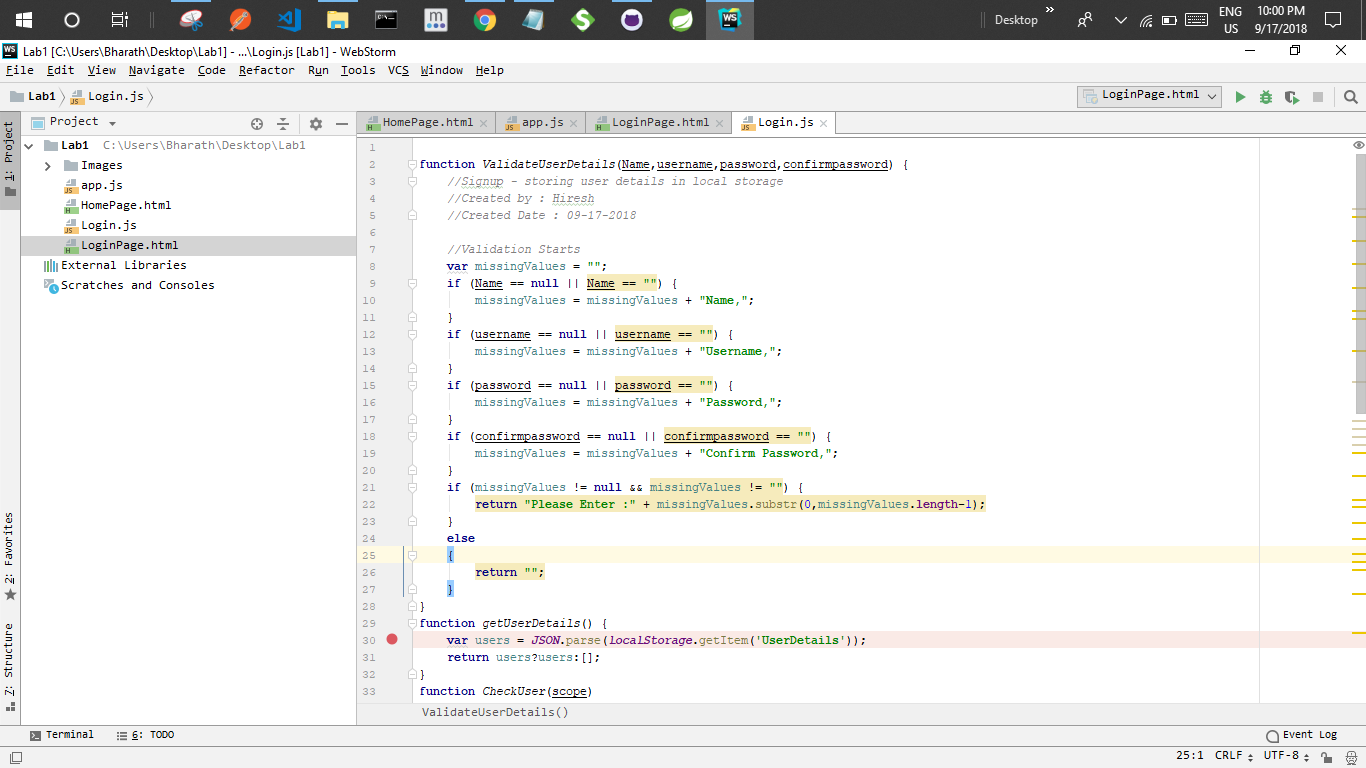 Desktop
ENG
US
10:00 PM
9/17/2018
Lab1 [C:\Users\Bharath\Desktop\Lab1] - ...\Login.js [Lab1] - WebStorm
File Edit View Navigate Code Refactor Run Tools VCS Window Help
Lab1 Login.js LoginPage.html
Project
HomePage.html app.js LoginPage.html Login.js
1: Project
2: Favorites
Z: Structure
Lab1 C:\Users\Bharath\Desktop\Lab1
Images
app.js
HomePage.html
Login.js
LoginPage.html
External Libraries
Scratches and Consoles
1
2 function ValidateUserDetails(Name,username,password,confirmpassword) {
3 //Signup - storing user details in local storage
4 //Created by : Hiresh
5 //Created Date : 09-17-2018
6
7 //Validation Starts
8 var missingValues = "";
9 if (Name == null || Name == "") {
10 missingValues = missingValues + "Name,";
11 }
12 if (username == null || username == "") {
13 missingValues = missingValues + "Username,";
14 }
15 if (password == null || password == "") {
16 missingValues = missingValues + "Password,";
17 }
18 if (confirmpassword == null || confirmpassword == "") {
19 missingValues = missingValues + "Confirm Password,";
20 }
21 if (missingValues != null && missingValues != "") {
22 return "Please Enter :" + missingValues.substr(0,missingValues.length-1);
23 }
24 else
25 {
26 return "";
27 }
28 }
29 function getUserDetails() {
30 var users = JSON.parse(localStorage.getItem('UserDetails'));
31 return users?users:[];
32 }
33 function CheckUser(scope)
ValidateUserDetails()
Terminal 6: TODO Event Log
25:1 CRLF UTF-8